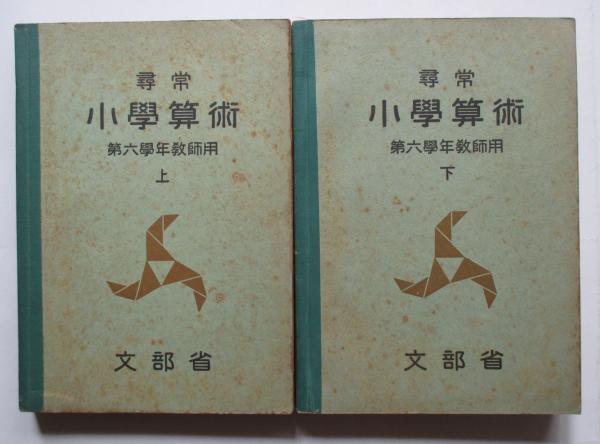 尋常
小學算術
第六學年教師用
上
文部省
尋常
小學算術
第六學年教師用
下
文部省